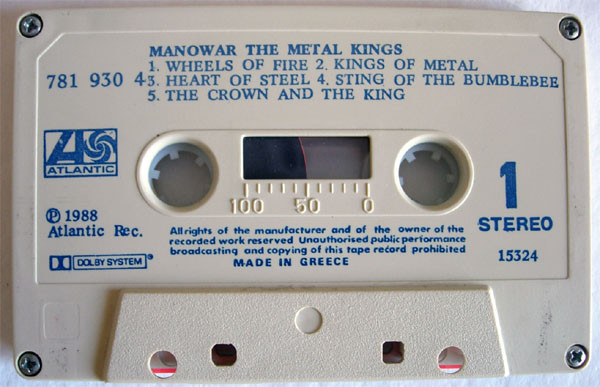 MANOWAR THE METAL KINGS
1. WHEELS OF FIRE 2. KINGS OF METAL
781 930 4 3. HEART OF STEEL 4. STING OF THE BUMBLEBEE
5. THE CROWN AND THE KING
ATLANTIC
1
STEREO
100 50 0
℗ 1988
Atlantic Rec.
All rights of the manufacturer and of the owner of the
recorded work reserved Unauthorised public performance
broadcasting and copying of this tape record prohibited
MADE IN GREECE
DOLBY SYSTEM®
15324